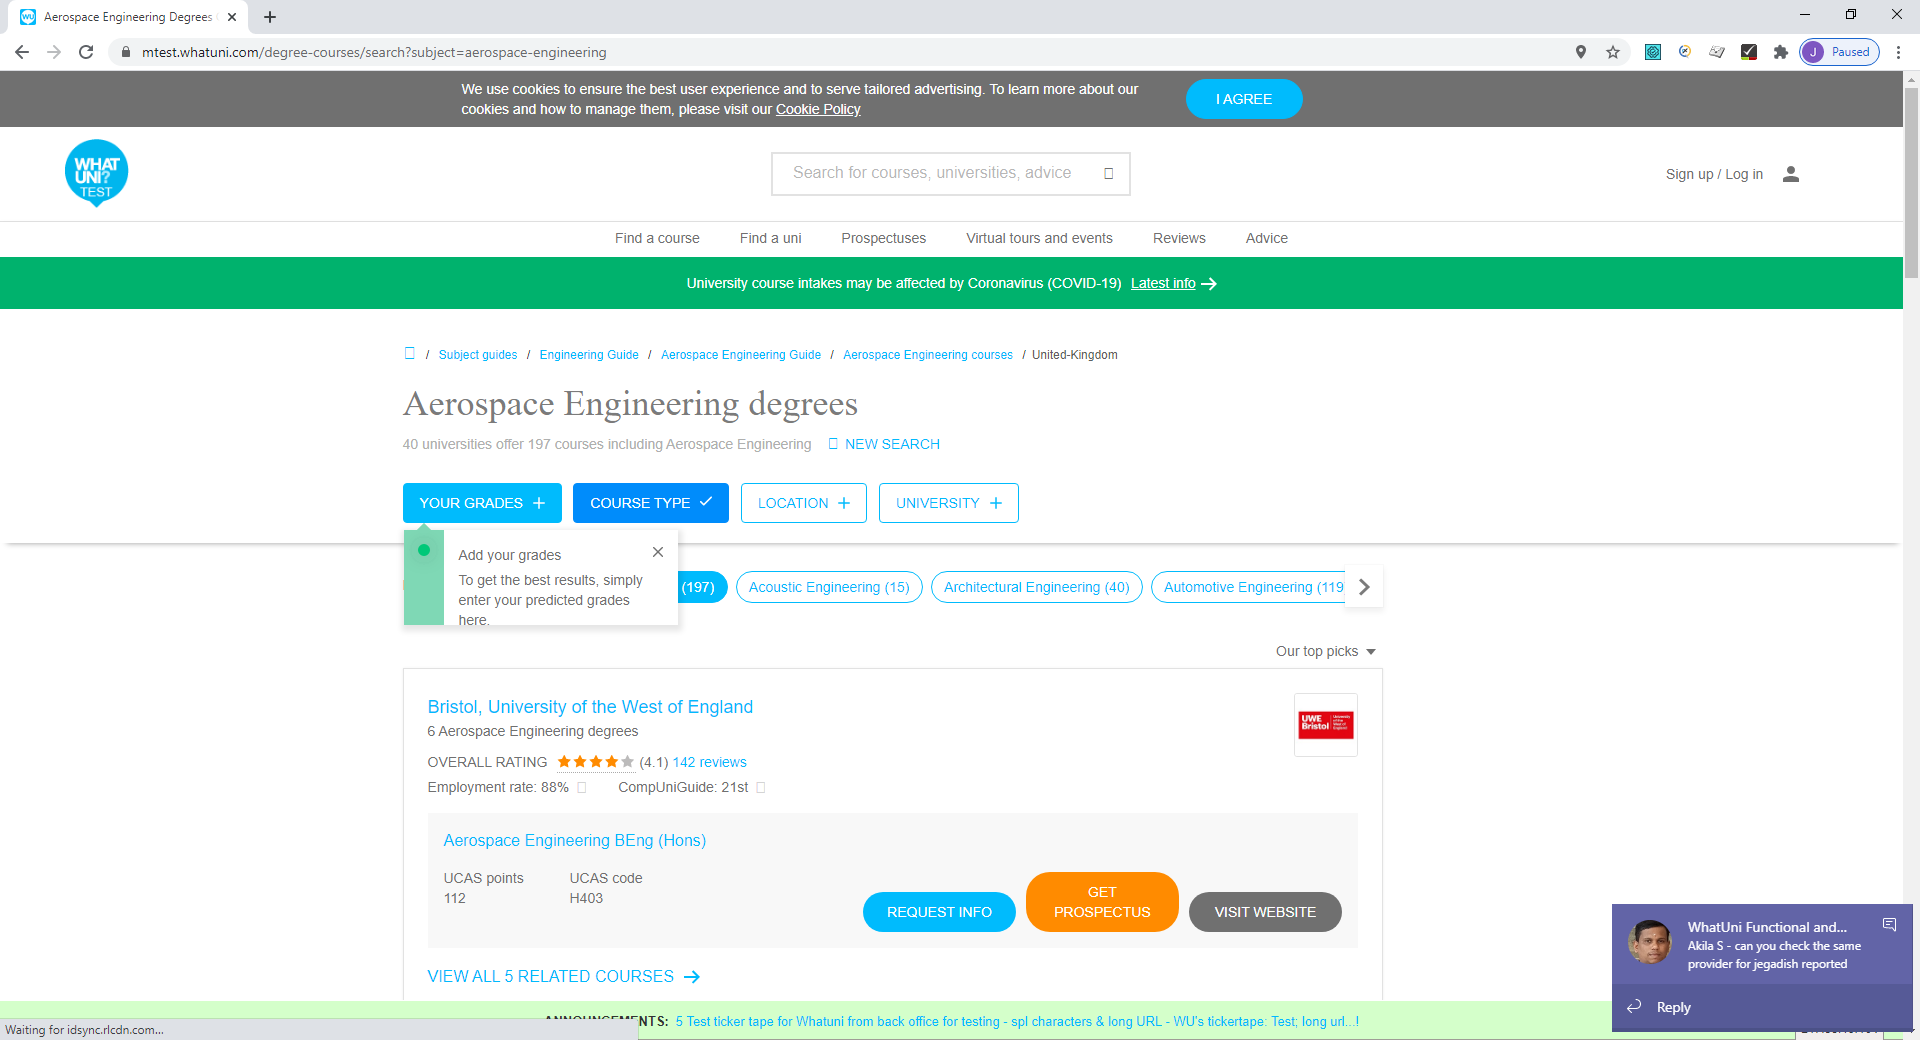 Aerospace Engineering Degrees
mtest.whatuni.com/degree-courses/search?subject=aerospace-engineering
J Paused
We use cookies to ensure the best user experience and to serve tailored advertising. To learn more about our
cookies and how to manage them, please visit our Cookie Policy
I AGREE
WHAT
UNI?
TEST
Search for courses, universities, advice
Sign up / Log in
Find a course
Find a uni
Prospectuses
Virtual tours and events
Reviews
Advice
University course intakes may be affected by Coronavirus (COVID-19) Latest info
/ Subject guides / Engineering Guide / Aerospace Engineering Guide / Aerospace Engineering courses / United-Kingdom
Aerospace Engineering degrees
40 universities offer 197 courses including Aerospace Engineering NEW SEARCH
YOUR GRADES
COURSE TYPE
LOCATION
UNIVERSITY
Add your grades
To get the best results, simply
enter your predicted grades
here.
(197)
Acoustic Engineering (15)
Architectural Engineering (40)
Automotive Engineering (119
Our top picks
Bristol, University of the West of England
6 Aerospace Engineering degrees
OVERALL RATING (4.1) 142 reviews
Employment rate: 88% CompUniGuide: 21st
UWE Bristol
University of the West of England
Aerospace Engineering BEng (Hons)
UCAS points
112
UCAS code
H403
REQUEST INFO
GET
PROSPECTUS
VISIT WEBSITE
VIEW ALL 5 RELATED COURSES
WhatUni Functional and...
Akila S - can you check the same
provider for jegadish reported
Reply
ANNOUNCEMENTS: 5 Test ticker tape for Whatuni from back office for testing - spl characters & long URL - WU's tickertape: Test; long url...!
Waiting for idsync.rlcdn.com...